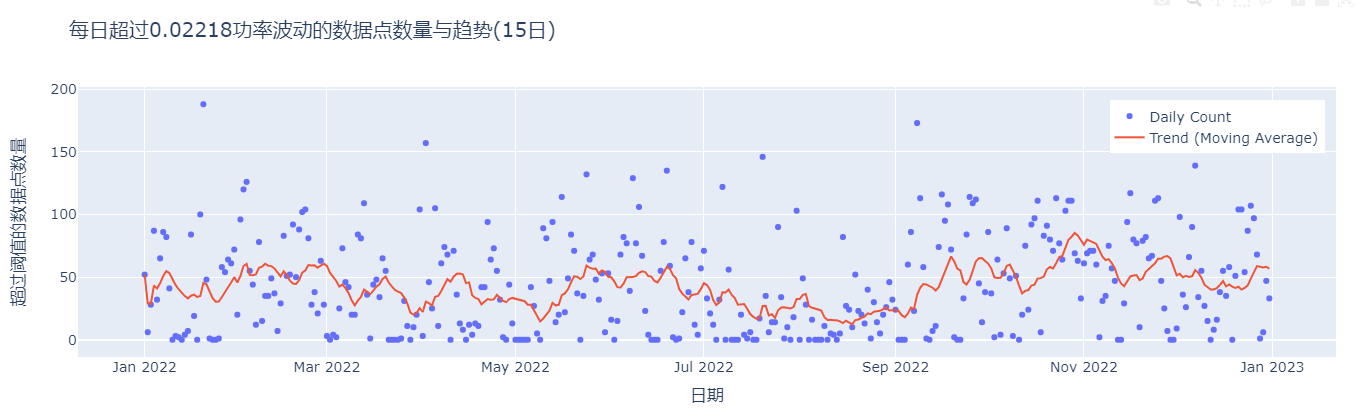 每日超过0.02218功率波动的数据点数量与趋势(15日)
200
150
100
50
0
超过阈值的数据点数量
Daily Count
Trend (Moving Average)
Jan 2022
Mar 2022
May 2022
Jul 2022
Sep 2022
Nov 2022
Jan 2023
日期